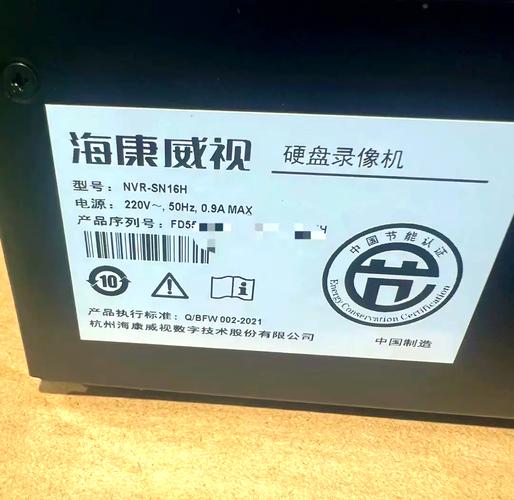 海康威视 硬盘录像机
型号: NVR-SN16H
电源: 220V～, 50Hz, 0.9A MAX
产品序列号: FD55 H
10
中国节能认证
Energy Conservation Certification
产品执行标准: Q/BFW 002-2021
杭州海康威视数字技术股份有限公司
中国制造